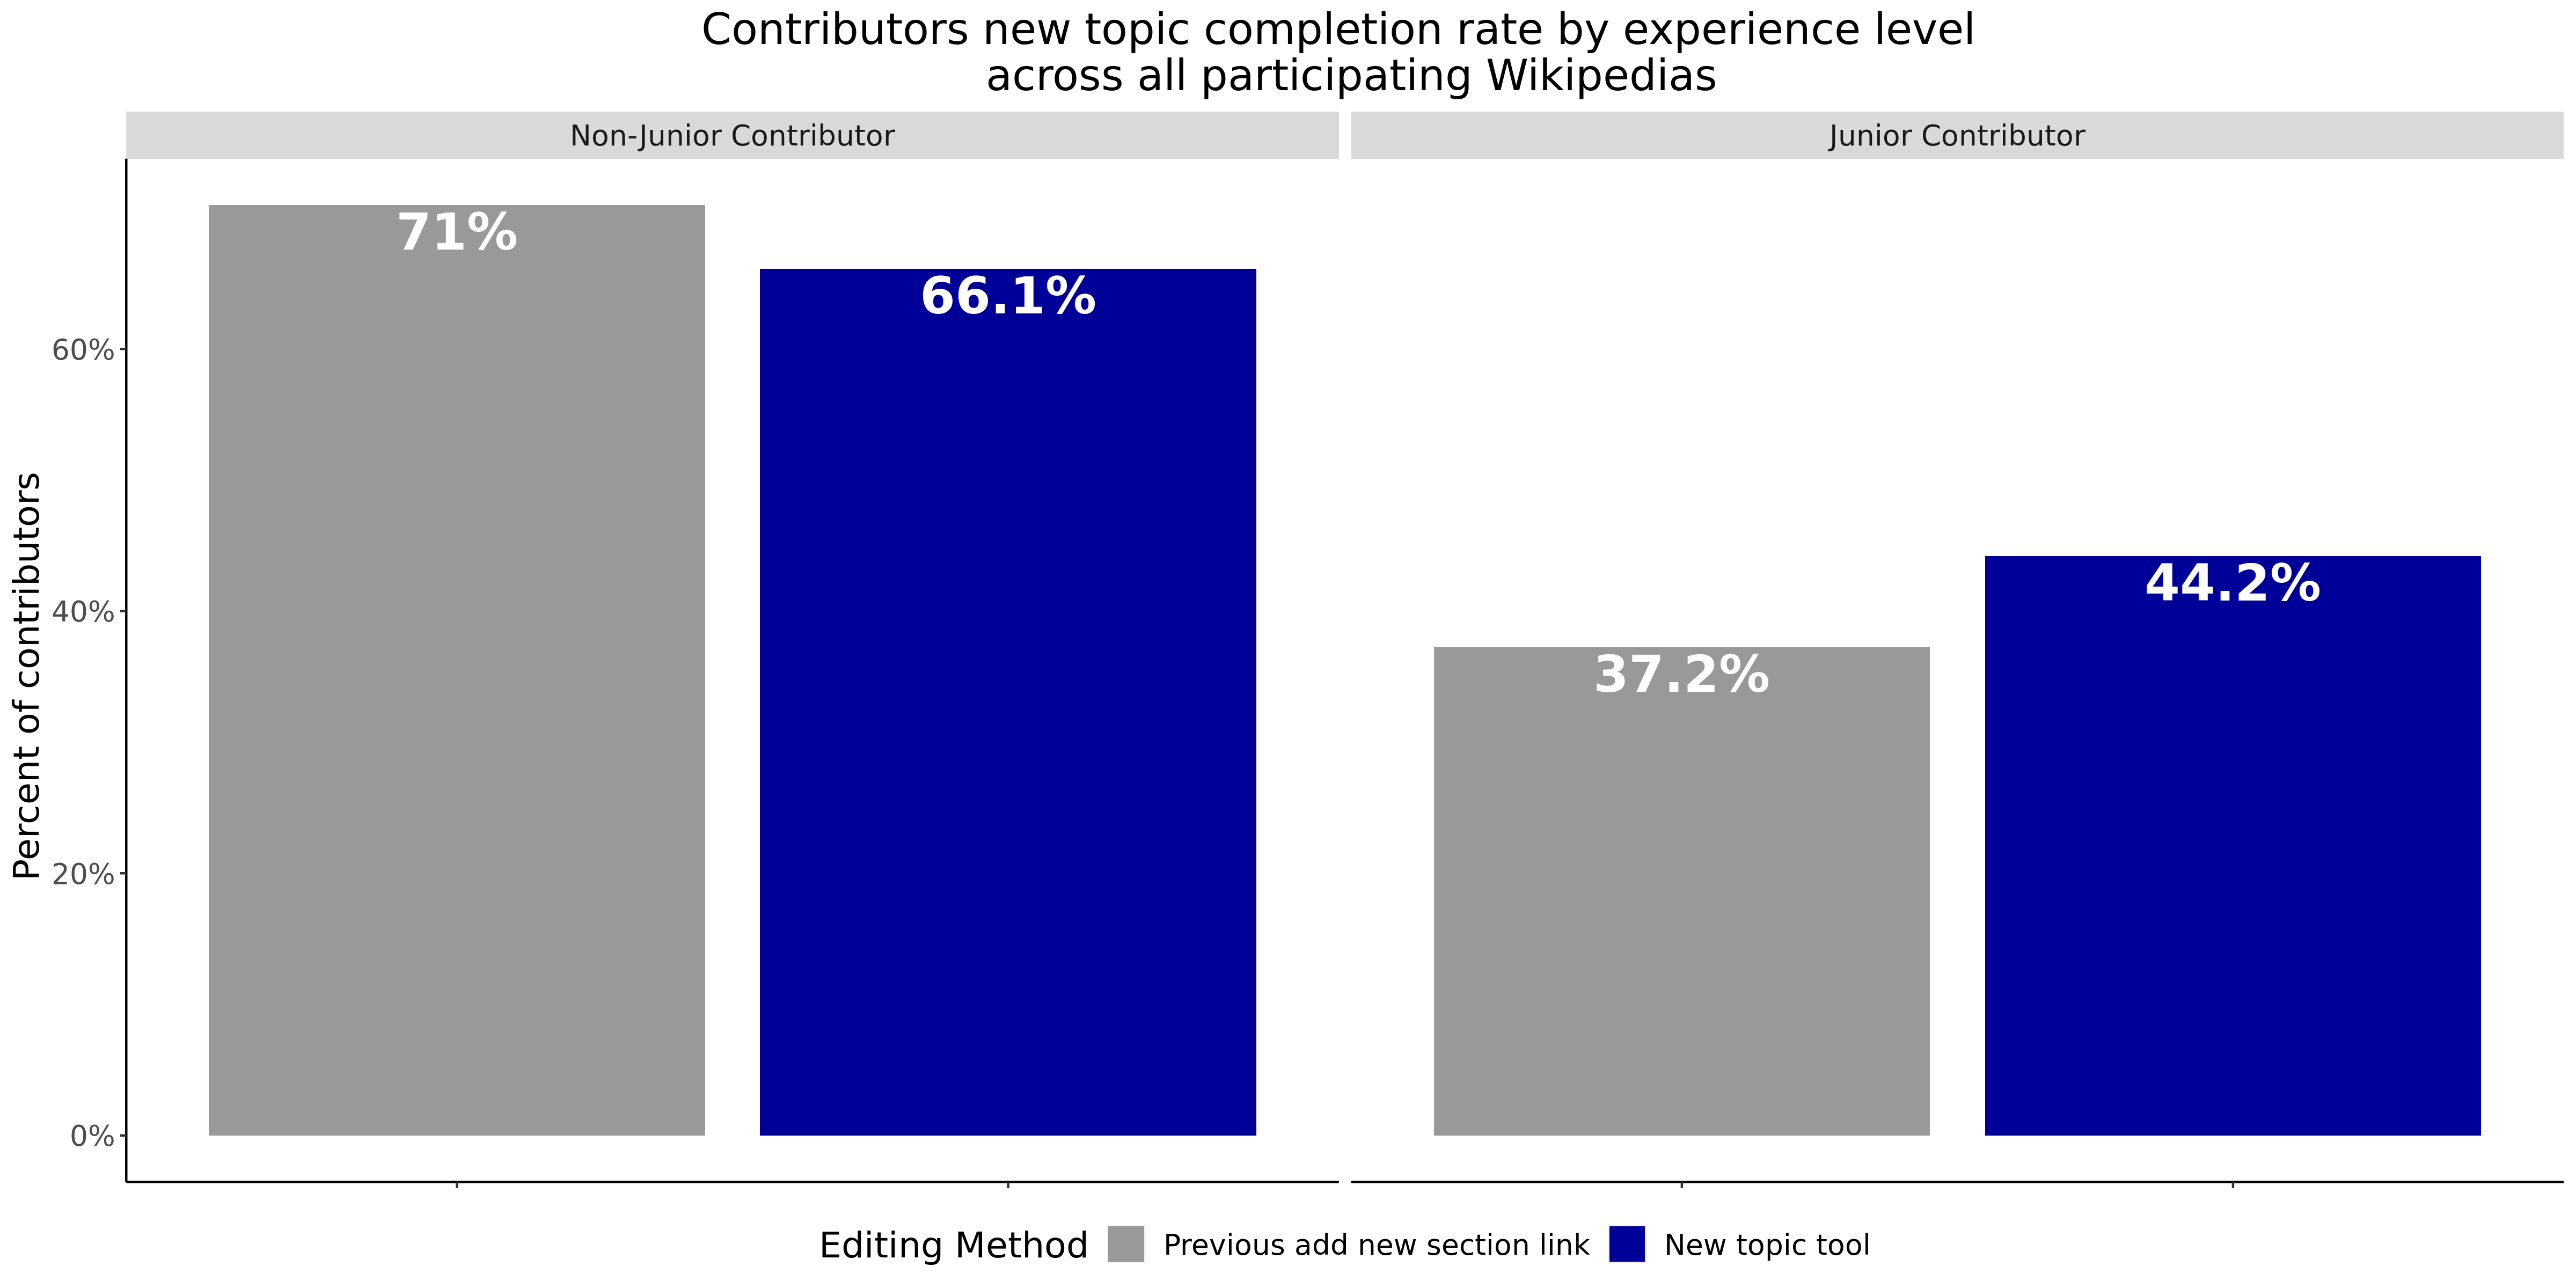 Contributors new topic completion rate by experience level
across all participating Wikipedias
Non-Junior Contributor
Junior Contributor
71%
66.1%
37.2%
44.2%
Percent of contributors
60%
40%
20%
0%
Editing Method
Previous add new section link
New topic tool